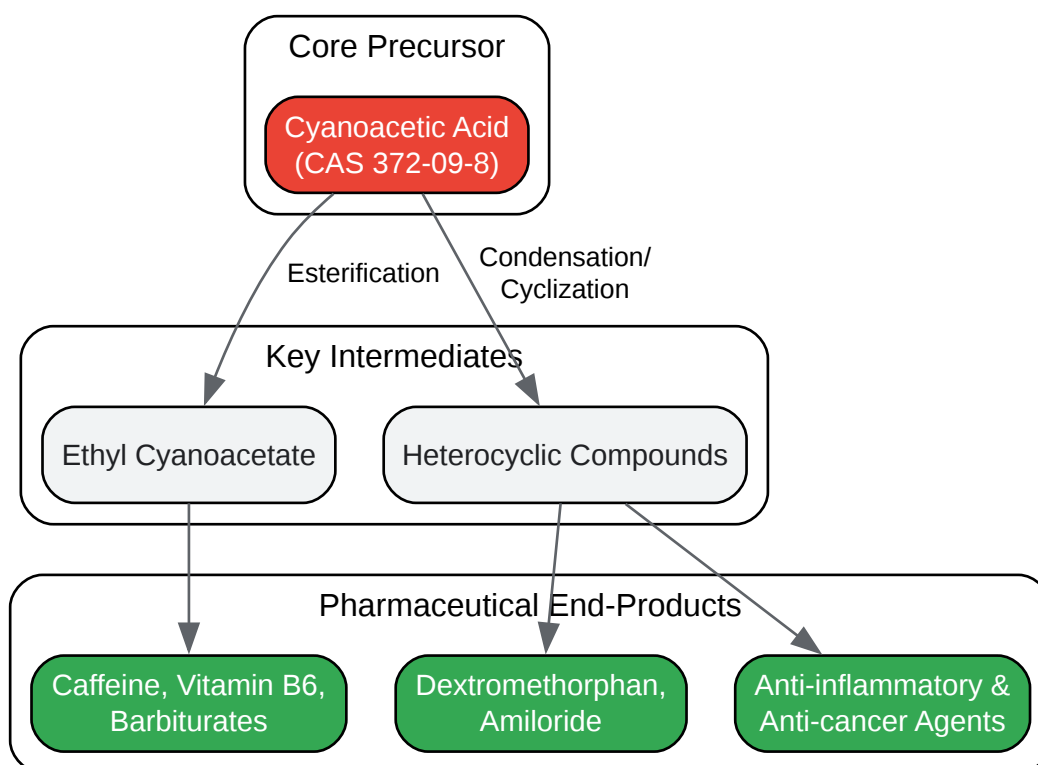 Core Precursor
Cyanoacetic Acid
(CAS 372-09-8)
Esterification
Condensation/
Cyclization
Key Intermediates
Ethyl Cyanoacetate
Heterocyclic Compounds
Pharmaceutical End-Products
Caffeine, Vitamin B6,
Barbiturates
Dextromethorphan,
Amiloride
Anti-inflammatory &
Anti-cancer Agents